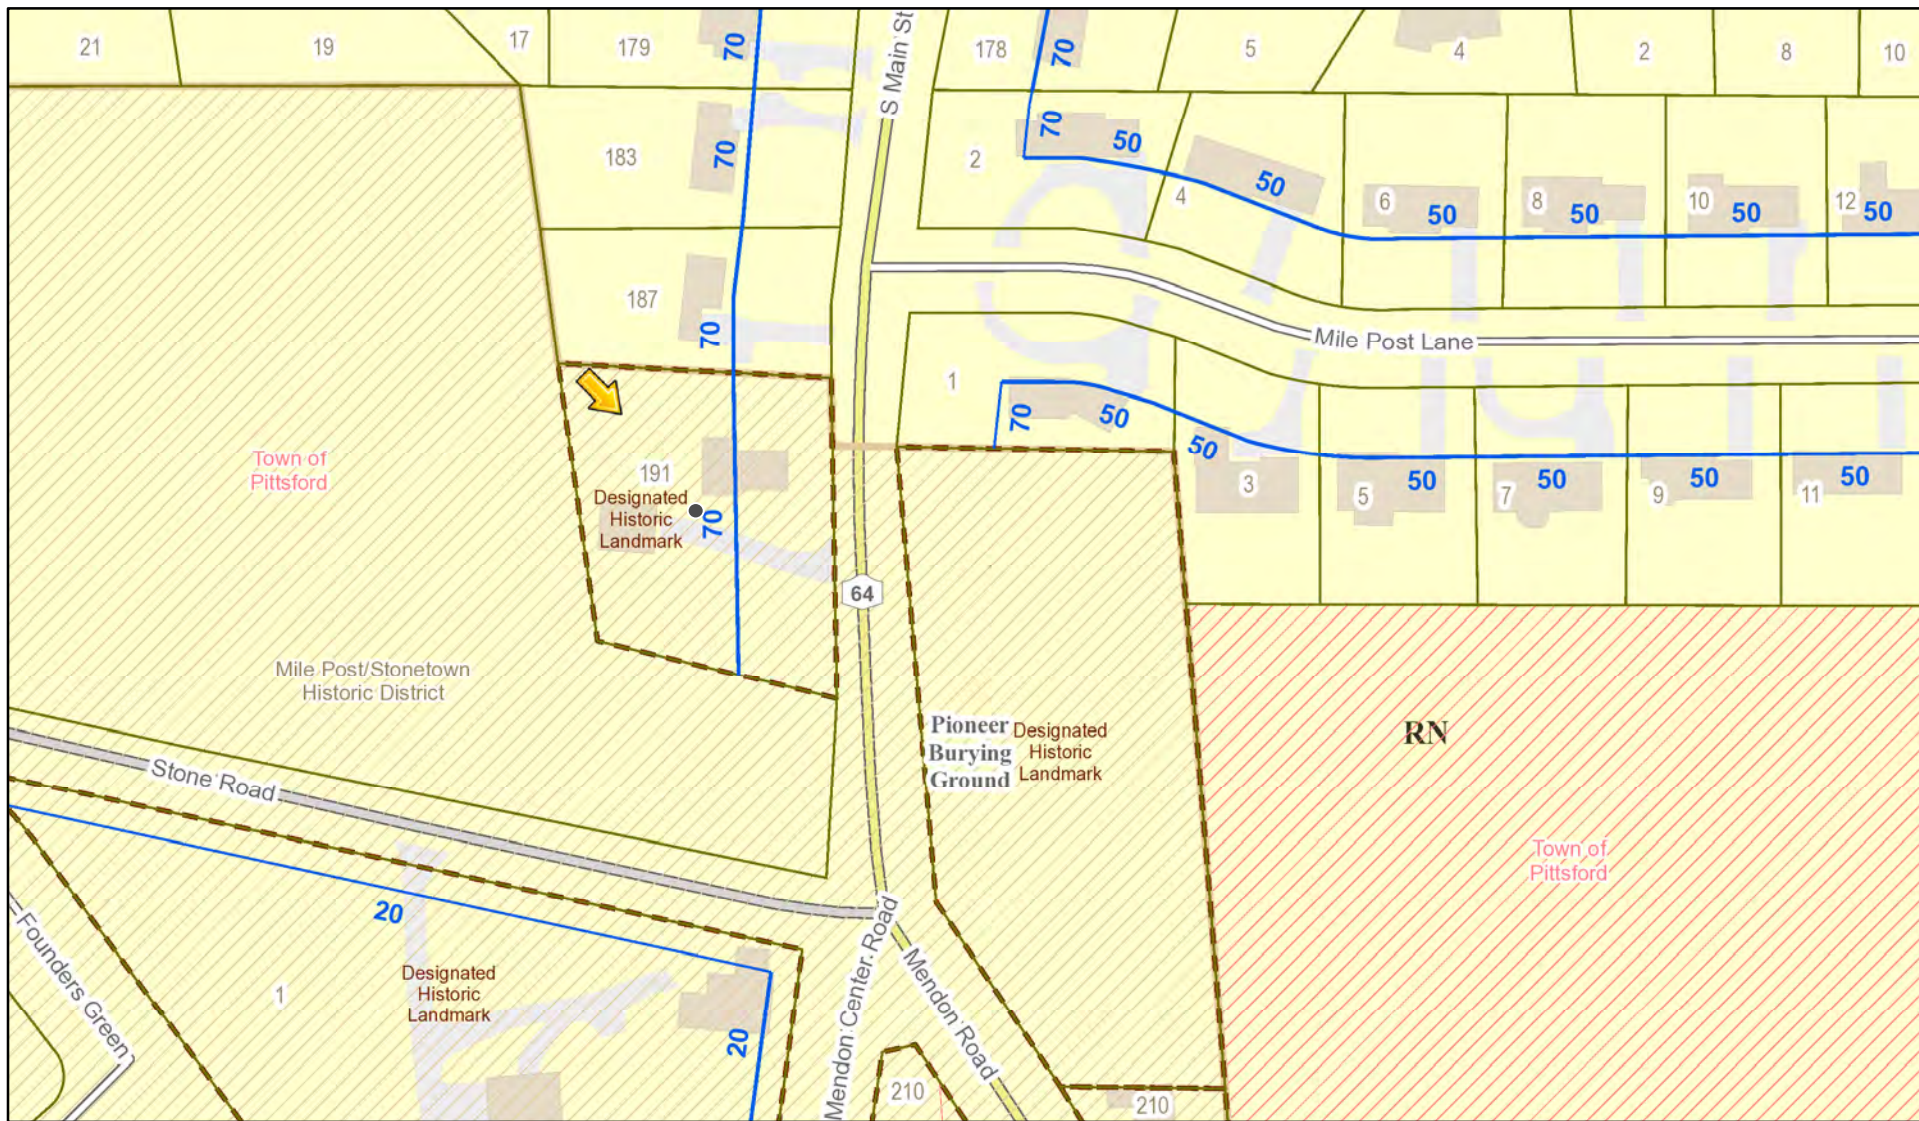 21
19
17
179
70
S Main St
178
70
5
4
2
8
10
183
70
2
70
50
4
50
6
50
8
50
10
50
12
50
187
70
Mile Post Lane
1
70
50
50
3
5
50
7
50
9
50
11
50
Town of
Pittsford
191
Designated
Historic
Landmark
70
64
Mile Post/Stonetown
Historic District
Pioneer
Burying
Ground
Designated
Historic
Landmark
RN
Town of
Pittsford
Stone Road
20
Founders Green
1
Designated
Historic
Landmark
20
Mendon Center Road
Mendon Road
210
210